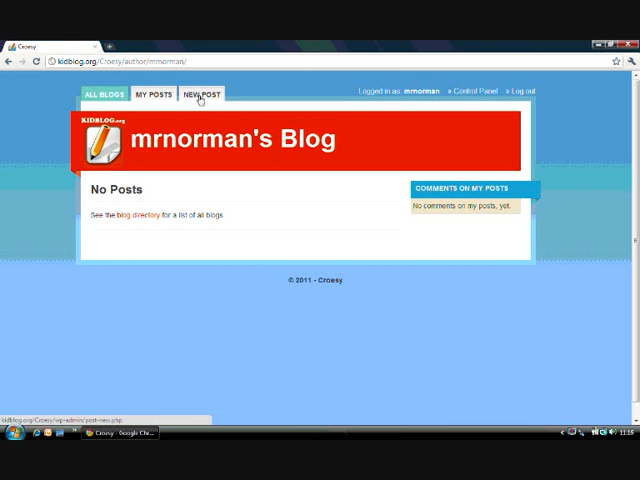 Croesy
kidblog.org/Croesy/author/mrnorman/
ALL BLOGS MY POSTS NEW POST
Logged in as: mrnorman » Control Panel » Log out
KIDBLOG.org
mrnorman's Blog
No Posts
See the blog directory for a list of all blogs.
COMMENTS ON MY POSTS
No comments on my posts, yet.
© 2011 - Croesy
kidblog.org/Croesy/wp-admin/post-new.php
Croesy - Google Chr...
11:15